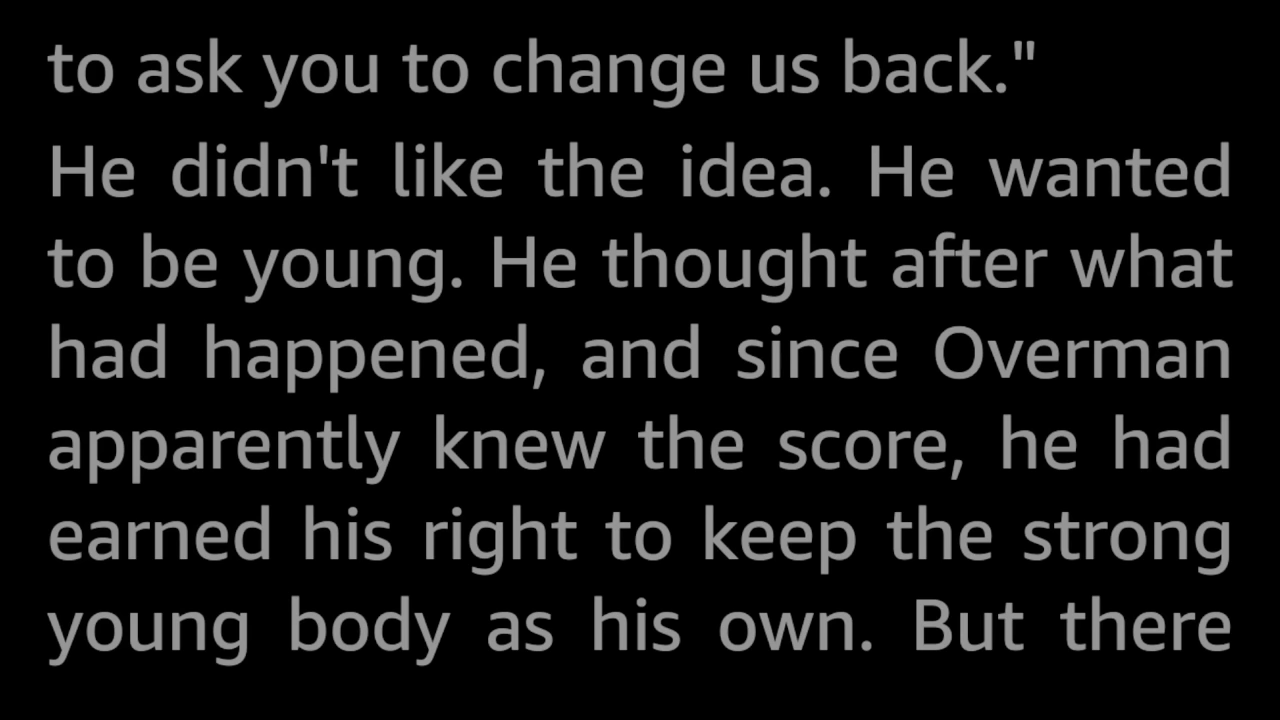 to ask you to change us back."
He didn't like the idea. He wanted
to be young. He thought after what
had happened, and since Overman
apparently knew the score, he had
earned his right to keep the strong
young body as his own. But there